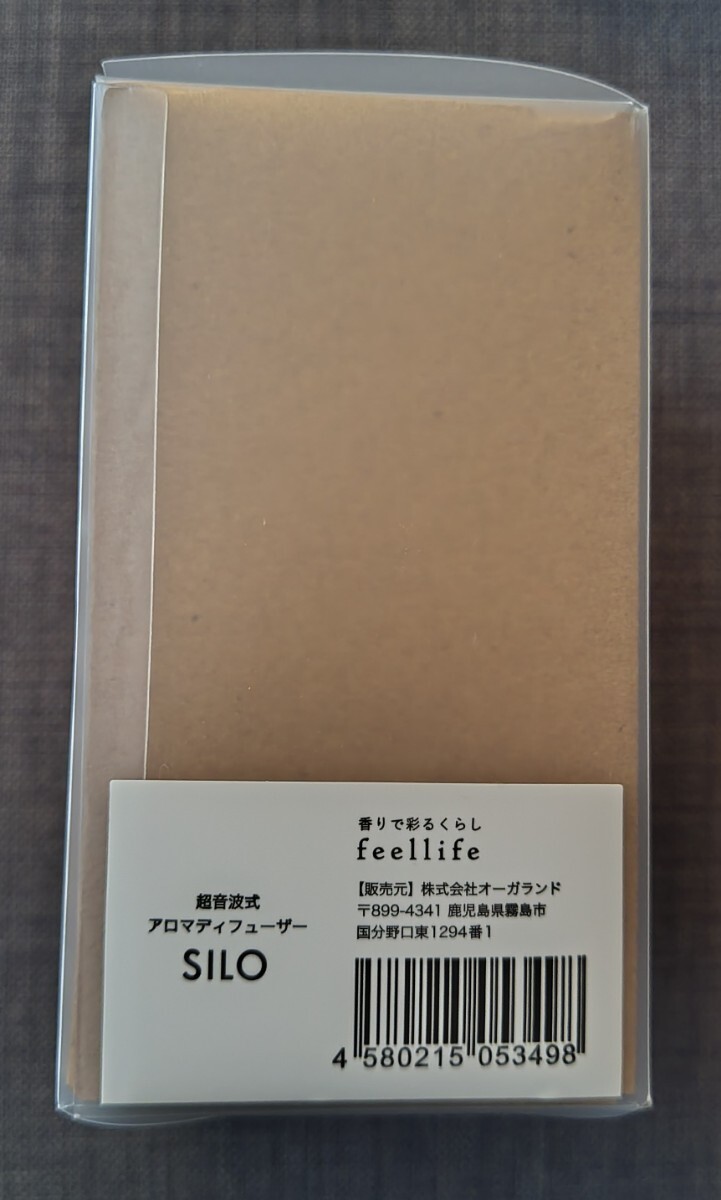 超音波式
アロマディフューザー
SILO
香りで彩るくらし
feellife
【販売元】株式会社オーガランド
〒899-4341 鹿児島県霧島市
国分野口東1294番1
4 580215 053498